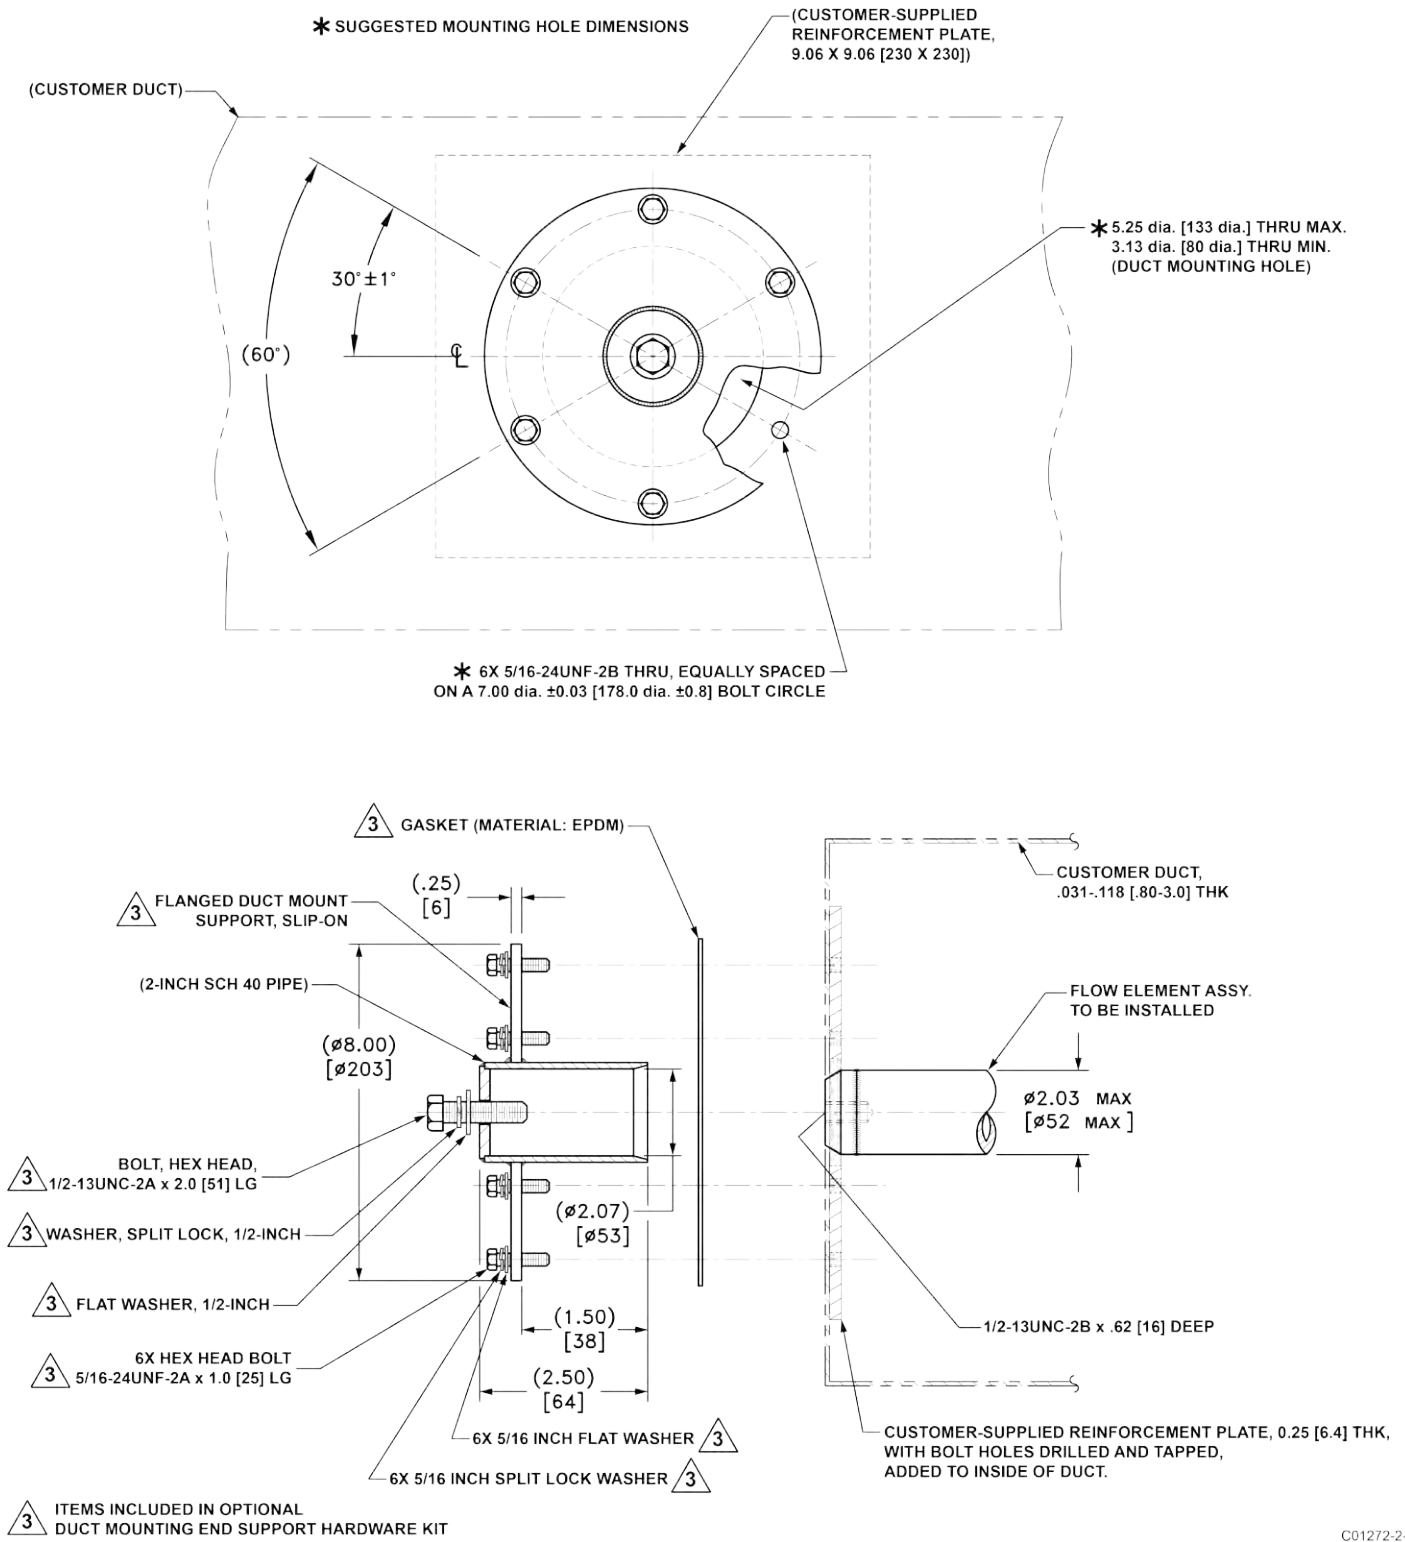 * SUGGESTED MOUNTING HOLE DIMENSIONS
(CUSTOMER-SUPPLIED
REINFORCEMENT PLATE,
9.06 X 9.06 [230 X 230])
(CUSTOMER DUCT)
* 5.25 dia. [133 dia.] THRU MAX.
3.13 dia. [80 dia.] THRU MIN.
(DUCT MOUNTING HOLE)
30°±1°
(60°)
℄
* 6X 5/16-24UNF-2B THRU, EQUALLY SPACED
ON A 7.00 dia. ±0.03 [178.0 dia. ±0.8] BOLT CIRCLE
3 GASKET (MATERIAL: EPDM)
CUSTOMER DUCT,
.031-.118 [.80-3.0] THK
(.25)
[6]
3 FLANGED DUCT MOUNT
SUPPORT, SLIP-ON
(2-INCH SCH 40 PIPE)
FLOW ELEMENT ASSY.
TO BE INSTALLED
(ø8.00)
[ø203]
ø2.03 MAX
[ø52 MAX ]
BOLT, HEX HEAD,
3 1/2-13UNC-2A x 2.0 [51] LG
(ø2.07)
[ø53]
3 WASHER, SPLIT LOCK, 1/2-INCH
3 FLAT WASHER, 1/2-INCH
(1.50)
[38]
1/2-13UNC-2B x .62 [16] DEEP
6X HEX HEAD BOLT
3 5/16-24UNF-2A x 1.0 [25] LG
(2.50)
[64]
6X 5/16 INCH FLAT WASHER 3
CUSTOMER-SUPPLIED REINFORCEMENT PLATE, 0.25 [6.4] THK,
WITH BOLT HOLES DRILLED AND TAPPED,
ADDED TO INSIDE OF DUCT.
6X 5/16 INCH SPLIT LOCK WASHER 3
3 ITEMS INCLUDED IN OPTIONAL
DUCT MOUNTING END SUPPORT HARDWARE KIT
C01272-2-